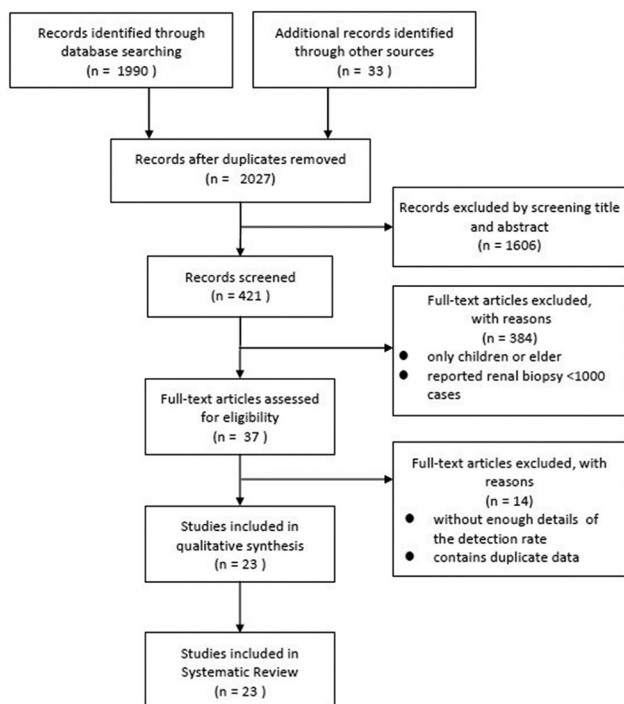 Records identified through
database searching
(n = 1990 )
Additional records identified
through other sources
(n = 33 )
Records after duplicates removed
(n = 2027)
Records excluded by screening title
and abstract
(n = 1606)
Records screened
(n = 421 )
Full-text articles excluded,
with reasons
(n = 384)
● only children or elder
● reported renal biopsy <1000
cases
Full-text articles assessed
for eligibility
(n = 37 )
Full-text articles excluded, with
reasons
(n = 14)
● without enough details of
the detection rate
● contains duplicate data
Studies included in
qualitative synthesis
(n = 23 )
Studies included in
Systematic Review
(n = 23 )